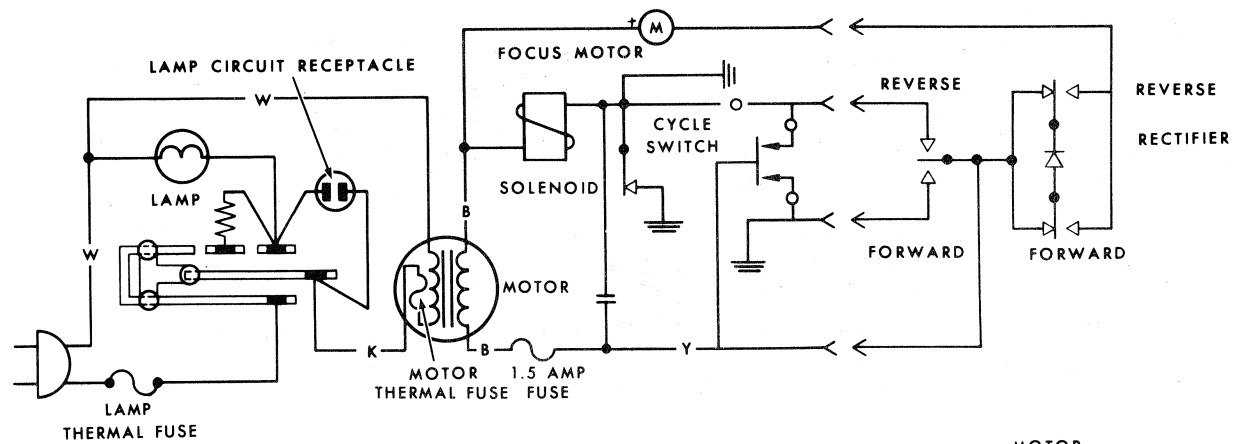 + M
FOCUS MOTOR
LAMP CIRCUIT RECEPTACLE
W
REVERSE
REVERSE
CYCLE
SWITCH
RECTIFIER
LAMP
SOLENOID
B
W
FORWARD
FORWARD
MOTOR
K
B
Y
MOTOR
THERMAL FUSE
1.5 AMP
FUSE
LAMP
THERMAL FUSE